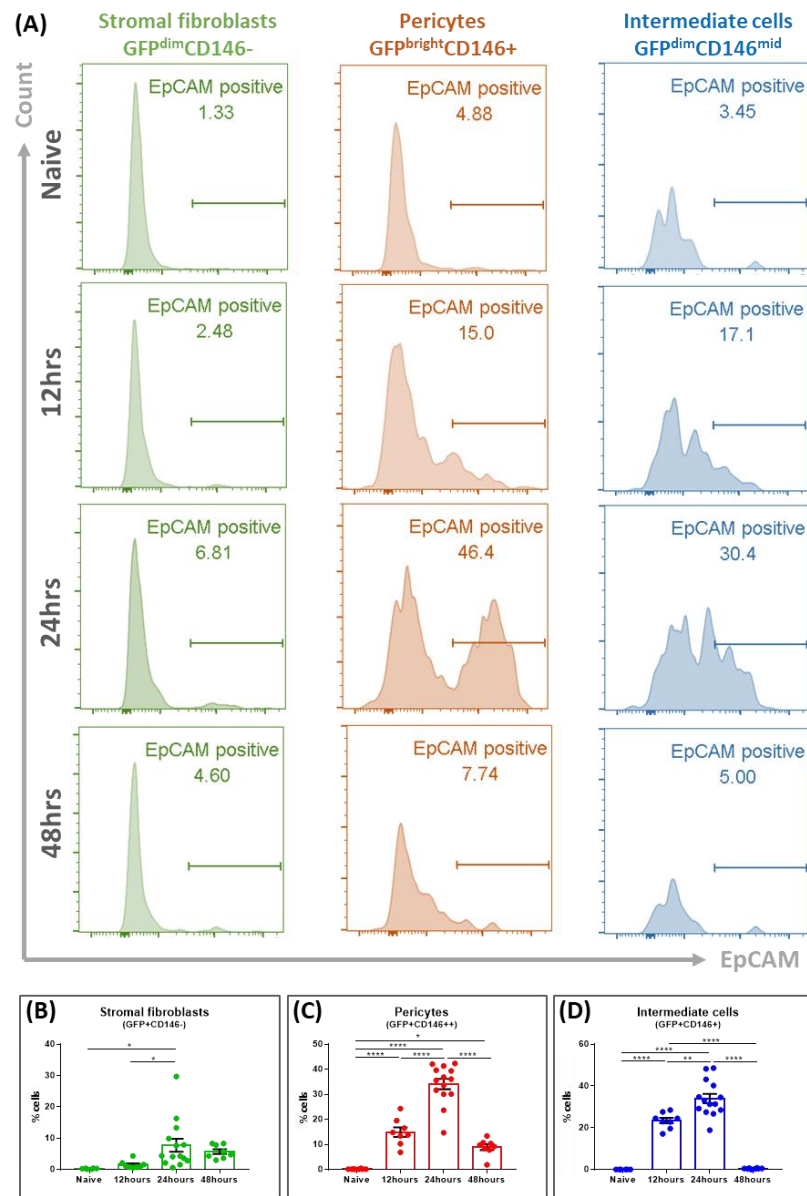 (A)
Stromal fibroblasts
GFPdimCD146-
Pericytes
GFPbrightCD146+
Intermediate cells
GFPdimCD146mid
Count
Naive
EpCAM positive
1.33
EpCAM positive
4.88
EpCAM positive
3.45
12hrs
EpCAM positive
2.48
EpCAM positive
15.0
EpCAM positive
17.1
24hrs
EpCAM positive
6.81
EpCAM positive
46.4
EpCAM positive
30.4
48hrs
EpCAM positive
4.60
EpCAM positive
7.74
EpCAM positive
5.00
EpCAM
(B)
Stromal fibroblasts
(GFP+CD146-)
% cells
40
30
20
10
0
*
*
Naive 12hours 24hours 48hours
(C)
Pericytes
(GFP+CD146++)
% cells
50
40
30
20
10
0
*
****
**** **** ****
Naive 12hours 24hours 48hours
(D)
Intermediate cells
(GFP+CD146+)
% cells
60
40
20
0
****
****
**** ** ****
Naive 12hours 24hours 48hours